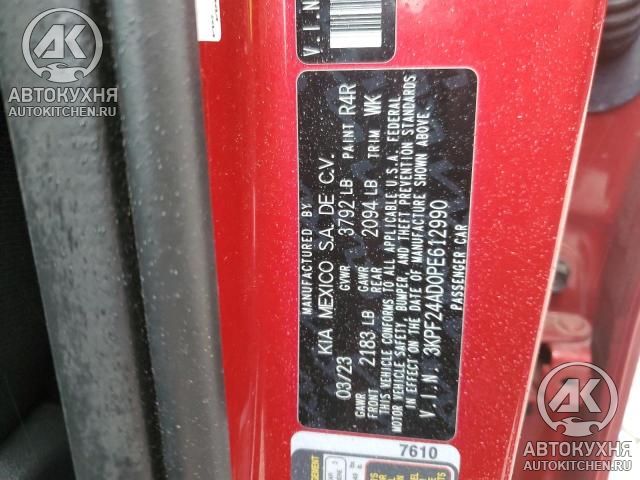 AK
АВТОКУХНЯ
AUTOKITCHEN.RU
V.I.N
MANUFACTURED BY
KIA MEXICO S.A. DE C.V.
03/23 GVWR 3792 LB PAINT R4R
GAWR FRONT 2183 LB GAWR REAR 2094 LB TRIM WK
THIS VEHICLE CONFORMS TO ALL APPLICABLE U.S.A. FEDERAL
MOTOR VEHICLE SAFETY, BUMPER, AND THEFT PREVENTION STANDARDS
IN EFFECT ON THE DATE OF MANUFACTURE SHOWN ABOVE.
V.I.N. 3KPF24AD0PE612990
PASSENGER CAR
7610
AK
АВТОКУХНЯ
AUTOKITCHEN.RU